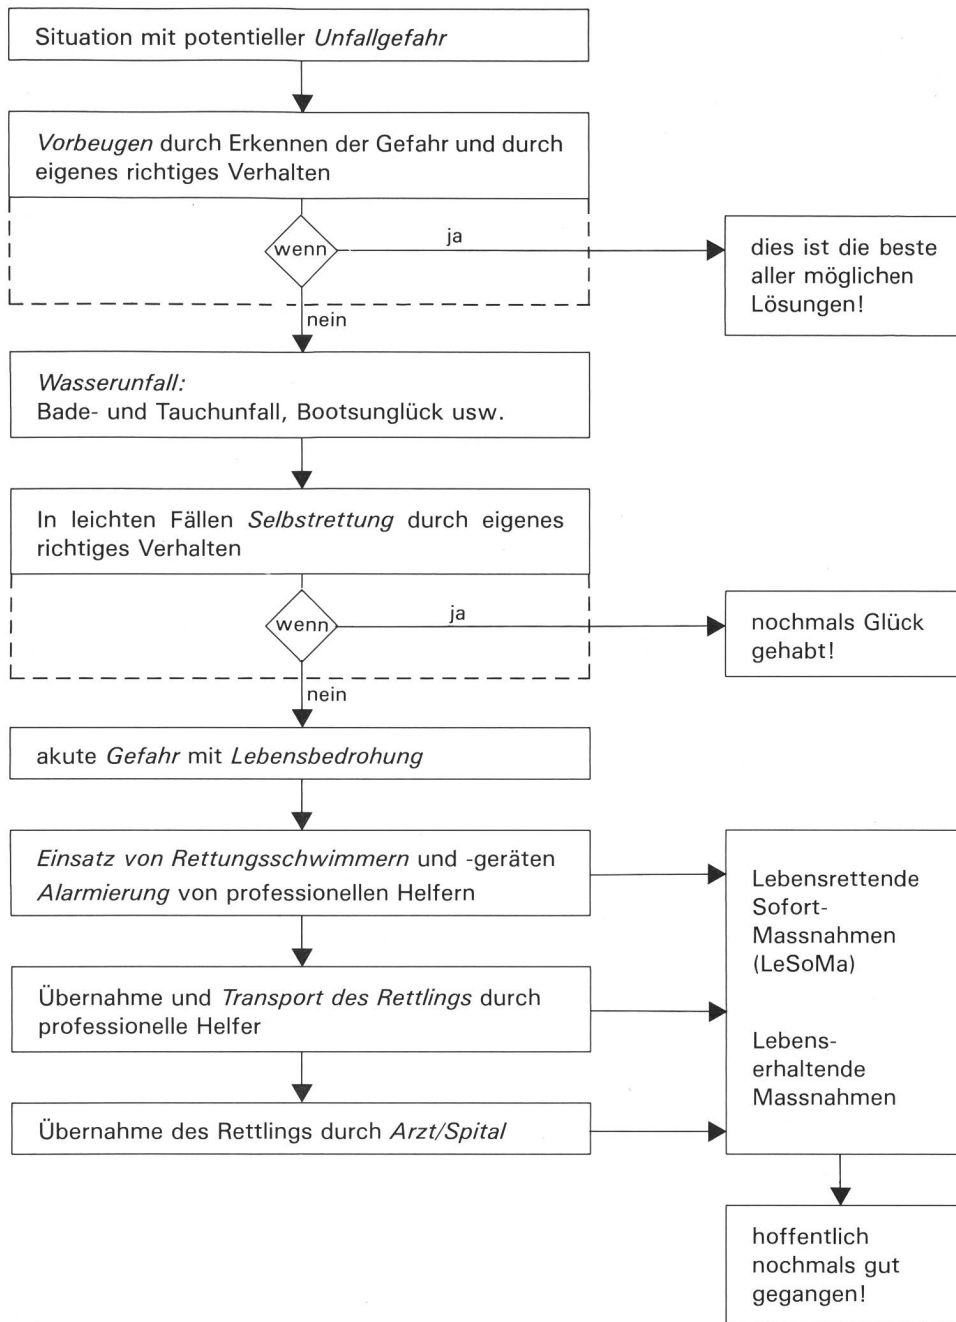 Situation mit potentieller Unfallgefahr
Vorbeugen durch Erkennen der Gefahr und durch
eigenes richtiges Verhalten
wenn
ja
dies ist die beste
aller möglichen
Lösungen!
nein
Wasserunfall:
Bade- und Tauchunfall, Bootsunglück usw.
In leichten Fällen Selbstrettung durch eigenes
richtiges Verhalten
wenn
ja
nochmals Glück
gehabt!
nein
akute Gefahr mit Lebensbedrohung
Einsatz von Rettungsschwimmern und -geräten
Alarmierung von professionellen Helfern
Übernahme und Transport des Rettlings durch
professionelle Helfer
Übernahme des Rettlings durch Arzt/Spital
Lebensrettende
Sofort-
Massnahmen
(LeSoMa)
Lebens-
erhaltende
Massnahmen
hoffentlich
nochmals gut
gegangen!